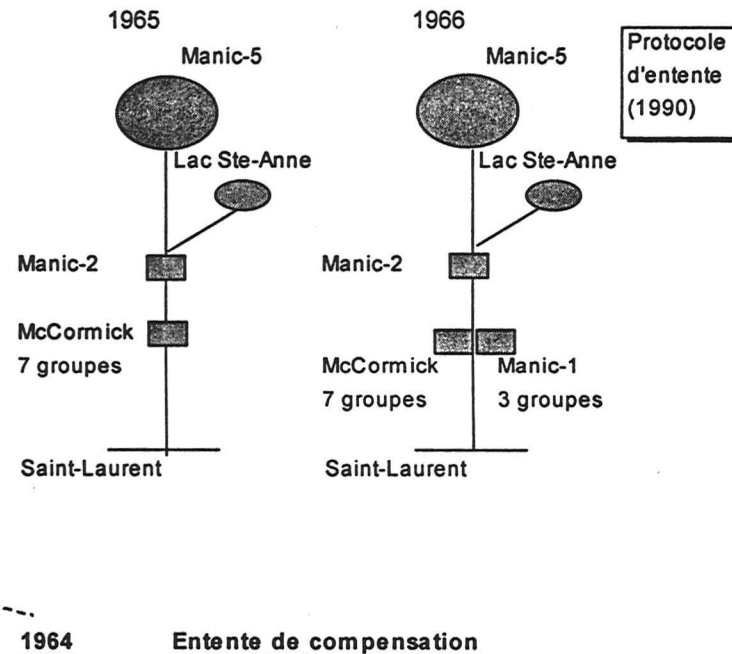 1965
Manic-5
Lac Ste-Anne
Manic-2
McCormick
7 groupes
Saint-Laurent
1966
Manic-5
Lac Ste-Anne
Manic-2
McCormick
7 groupes
Manic-1
3 groupes
Saint-Laurent
Protocole
d'entente
(1990)
1964 Entente de compensation